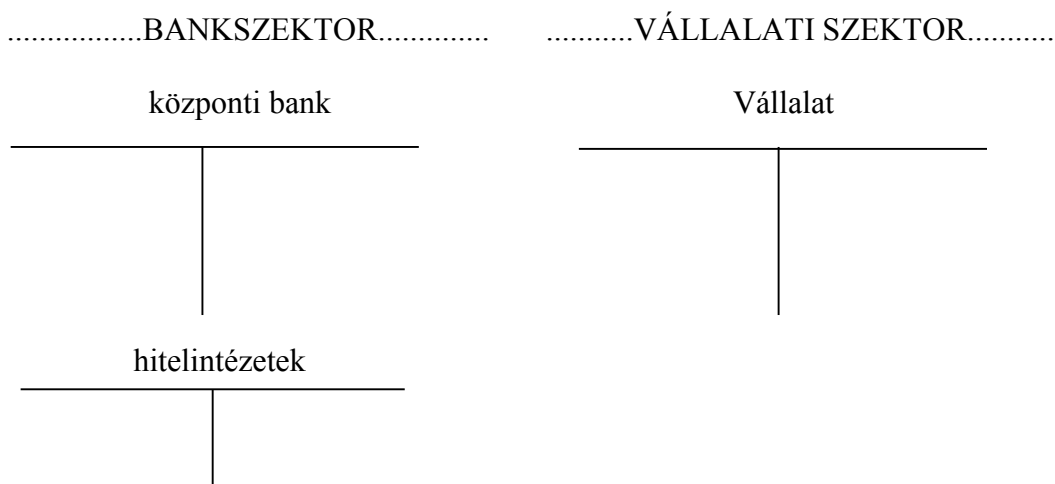 .................BANKSZEKTOR.............. ...........VÁLLALATI SZEKTOR...........
központi bank Vállalat
hitelintézetek